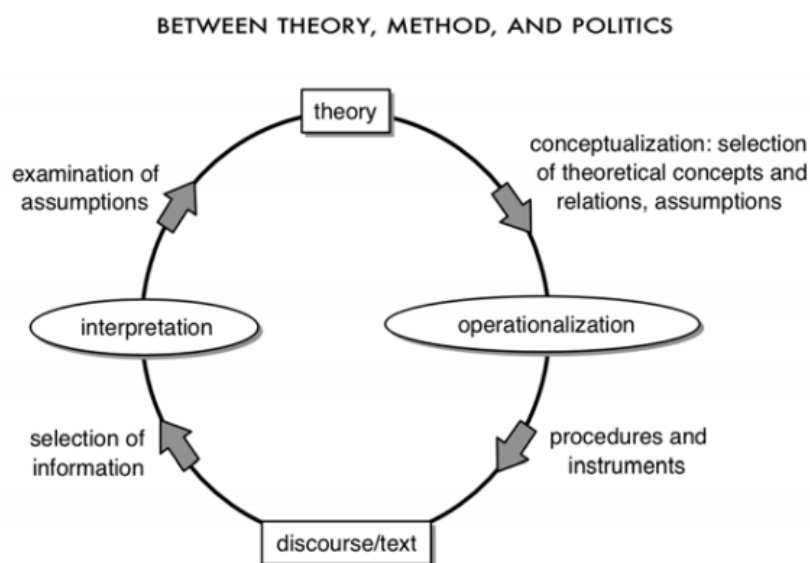 BETWEEN THEORY, METHOD, AND POLITICS
theory
conceptualization: selection
of theoretical concepts and
relations, assumptions
examination of
assumptions
interpretation
operationalization
selection of
information
procedures and
instruments
discourse/text